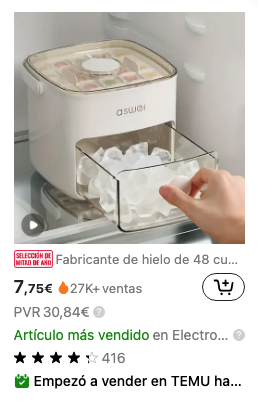 aswei
SELECCIÓN DE
MITAD DE AÑO
Fabricante de hielo de 48 cu...
7,75€ 27K+ ventas
PVR 30,84€
Artículo más vendido en Electro...
416
Empezó a vender en TEMU ha...